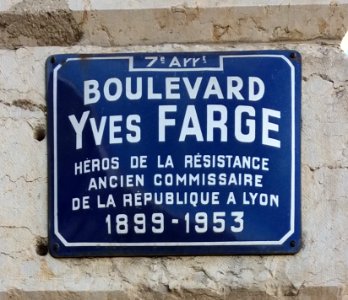 7e Arrt
BOULEVARD
YVES FARGE
HÉROS DE LA RÉSISTANCE
ANCIEN COMMISSAIRE
DE LA RÉPUBLIQUE A LYON
1899-1953